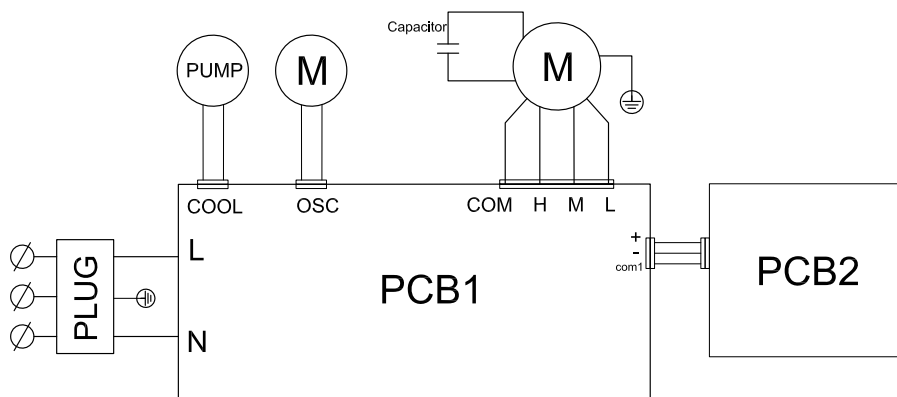 Capacitor
PUMP
M
M
COOL
OSC
COM H M L
PLUG
L
N
PCB1
+
-
com1
PCB2